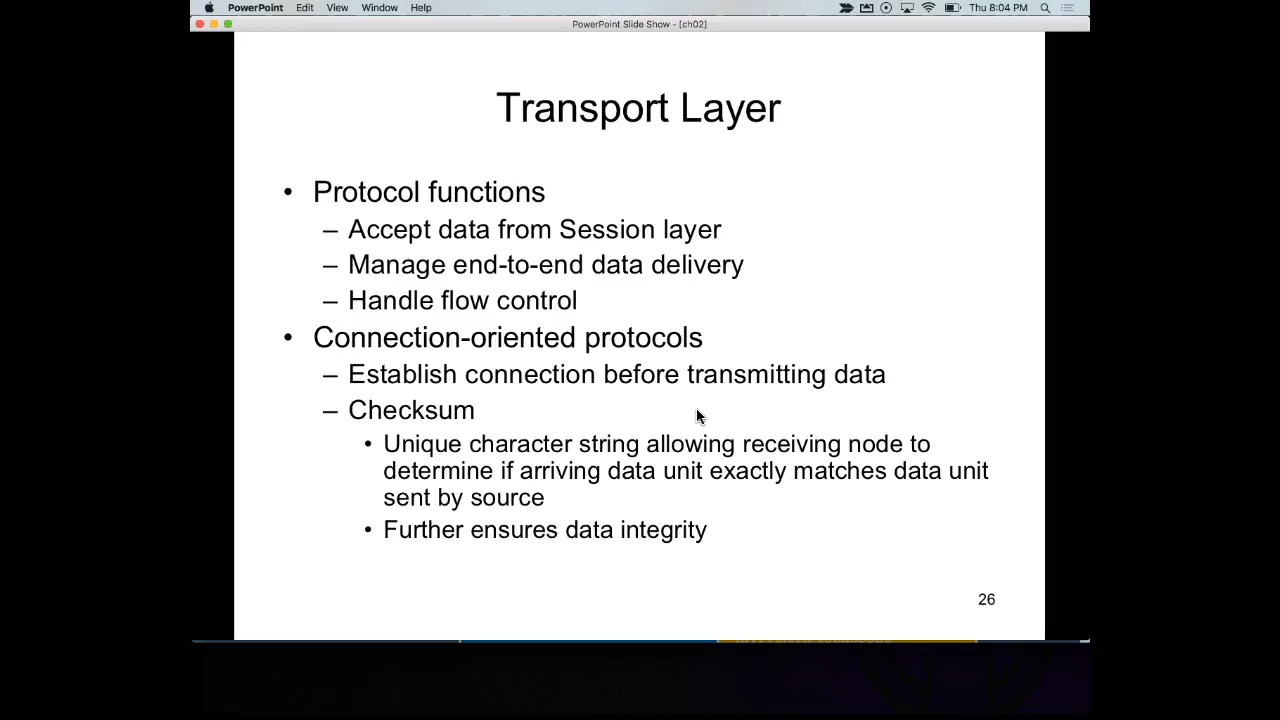 PowerPoint Edit View Window Help Thu 8:04 PM
PowerPoint Slide Show - [ch02]
Transport Layer
• Protocol functions
– Accept data from Session layer
– Manage end-to-end data delivery
– Handle flow control
• Connection-oriented protocols
– Establish connection before transmitting data
– Checksum
• Unique character string allowing receiving node to
determine if arriving data unit exactly matches data unit
sent by source
• Further ensures data integrity
26